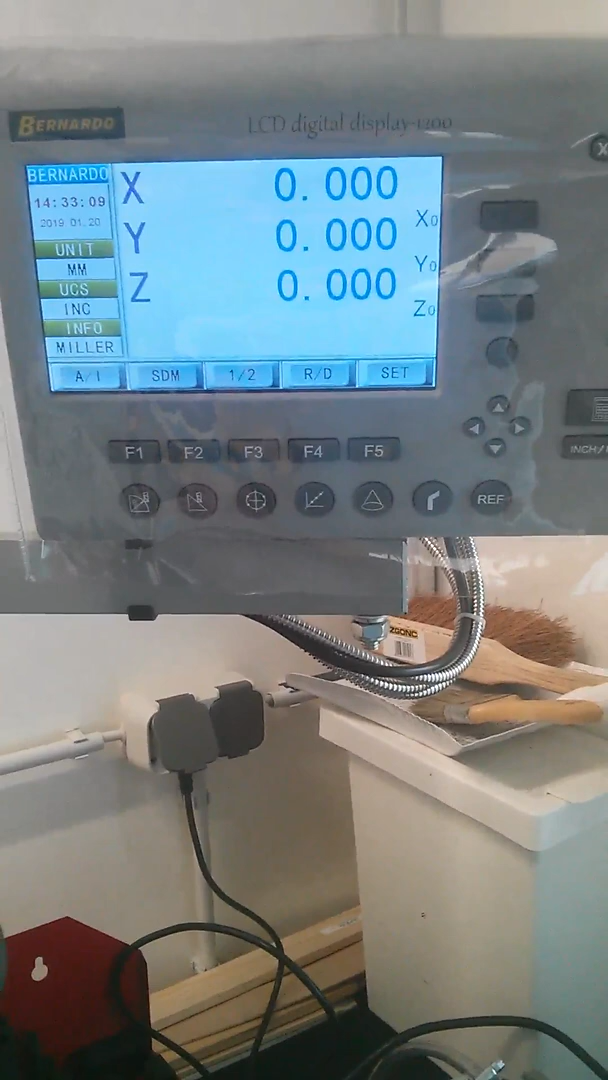 BERNARDO
LCD digital display-1200
X
BERNARDO
14:33:09
2019.01.20
UNIT
MM
UCS
INC
INFO
MILLER
X 0.000
Y 0.000
Z 0.000
X0
Y0
Z0
A/I SDM 1/2 R/D SET
F1 F2 F3 F4 F5
INCH/
REF
ZGONC